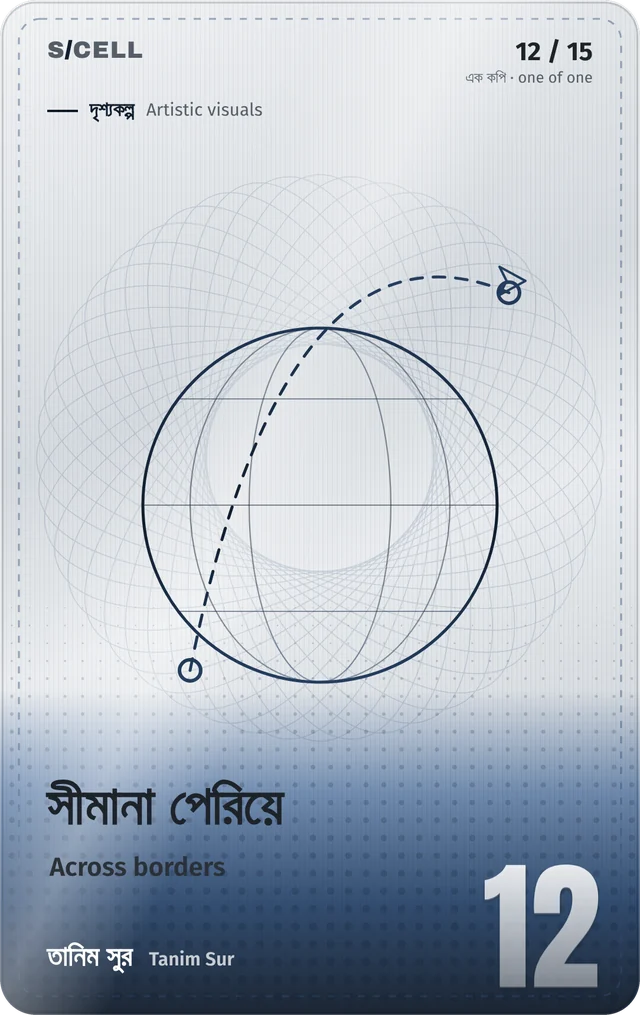 S/CELL
12 / 15
এক কপি · one of one
দৃশ্যকল্প Artistic visuals
সীমানা পেরিয়ে
Across borders
তানিম সুর Tanim Sur
12